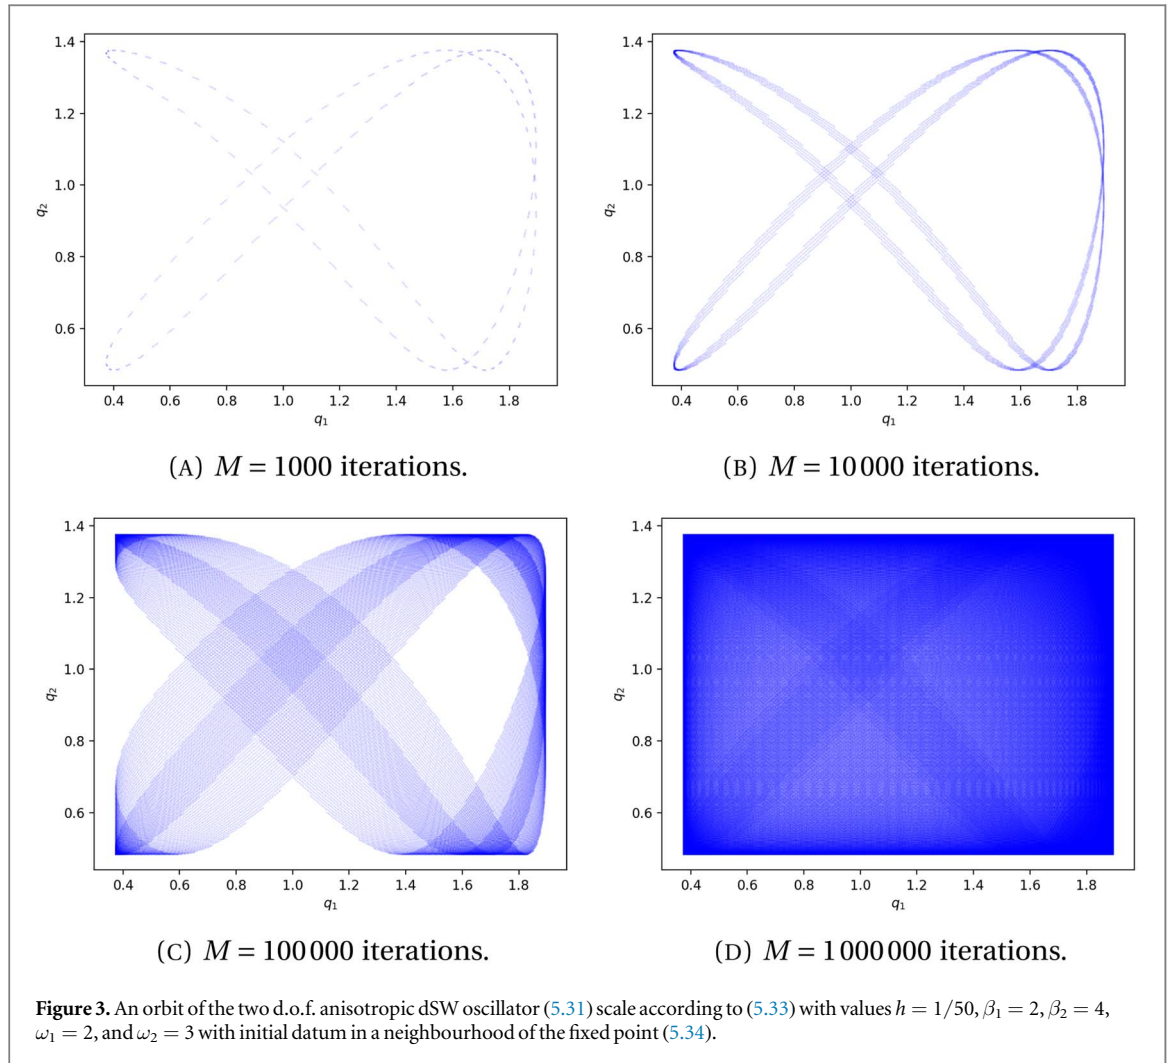 1.4
1.2
1.0
0.8
0.6
q2
0.4 0.6 0.8 1.0 1.2 1.4 1.6 1.8
q1
(A) M = 1000 iterations.
1.4
1.2
1.0
0.8
0.6
q2
0.4 0.6 0.8 1.0 1.2 1.4 1.6 1.8
q1
(B) M = 10 000 iterations.
1.4
1.2
1.0
0.8
0.6
q2
0.4 0.6 0.8 1.0 1.2 1.4 1.6 1.8
q1
(C) M = 100 000 iterations.
1.4
1.2
1.0
0.8
0.6
q2
0.4 0.6 0.8 1.0 1.2 1.4 1.6 1.8
q1
(D) M = 1 000 000 iterations.
Figure 3. An orbit of the two d.o.f. anisotropic dSW oscillator (5.31) scale according to (5.33) with values h = 1/50, β1 = 2, β2 = 4,
ω1 = 2, and ω2 = 3 with initial datum in a neighbourhood of the fixed point (5.34).